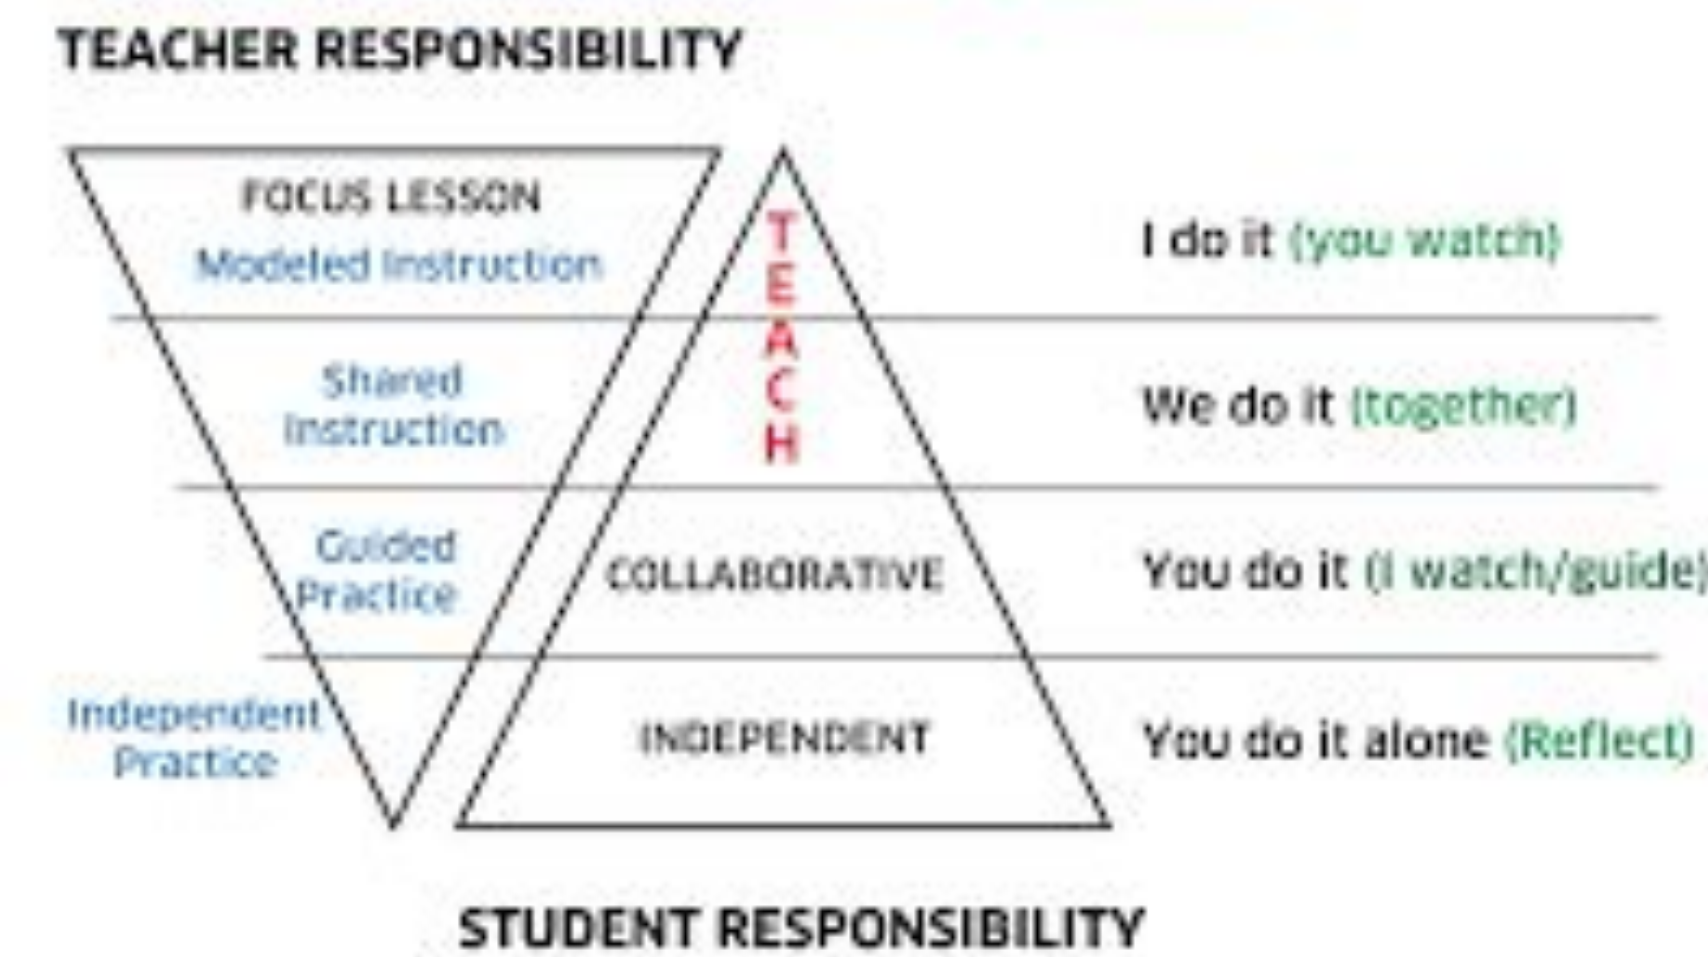 TEACHER RESPONSIBILITY
FOCUS LESSON
Modeled Instruction
TEACH
I do it (you watch)
Shared
Instruction
We do it (together)
Guided
Practice
COLLABORATIVE
You do it (I watch/guide)
Independent
Practice
INDEPENDENT
You do it alone (Reflect)
STUDENT RESPONSIBILITY